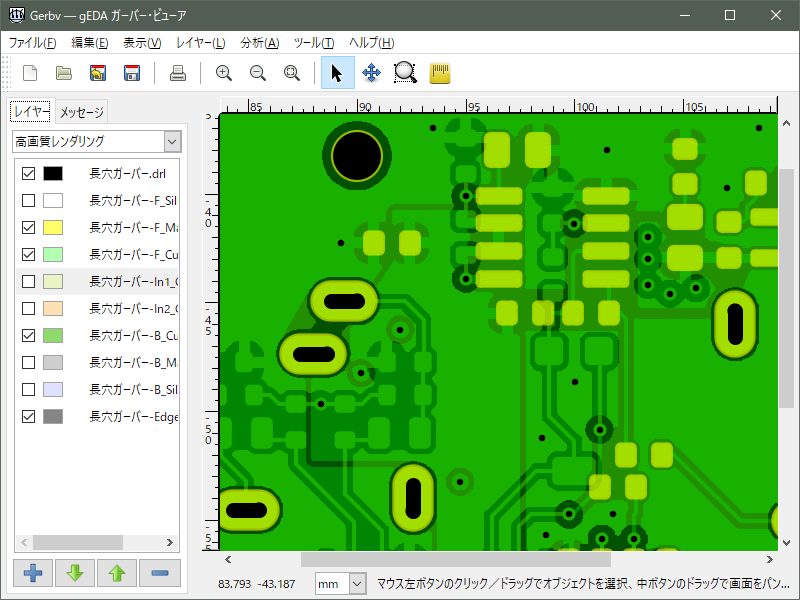 Gerbv — gEDA ガーバー・ビューア
ファイル(F) 編集(E) 表示(V) レイヤー(L) 分析(A) ツール(T) ヘルプ(H)
レイヤー メッセージ
高画質レンダリング
長穴ガーバー.drl
長穴ガーバー-F_Sil
長穴ガーバー-F_Ma
長穴ガーバー-F_Cu
長穴ガーバー-In1_C
長穴ガーバー-In2_C
長穴ガーバー-B_Cu
長穴ガーバー-B_Ma
長穴ガーバー-B_Sil
長穴ガーバー-Edge
85 90 95 100 105
-40
-45
-50
83.793 -43.187 mm マウス左ボタンのクリック／ドラッグでオブジェクトを選択、中ボタンのドラッグで画面をパン...